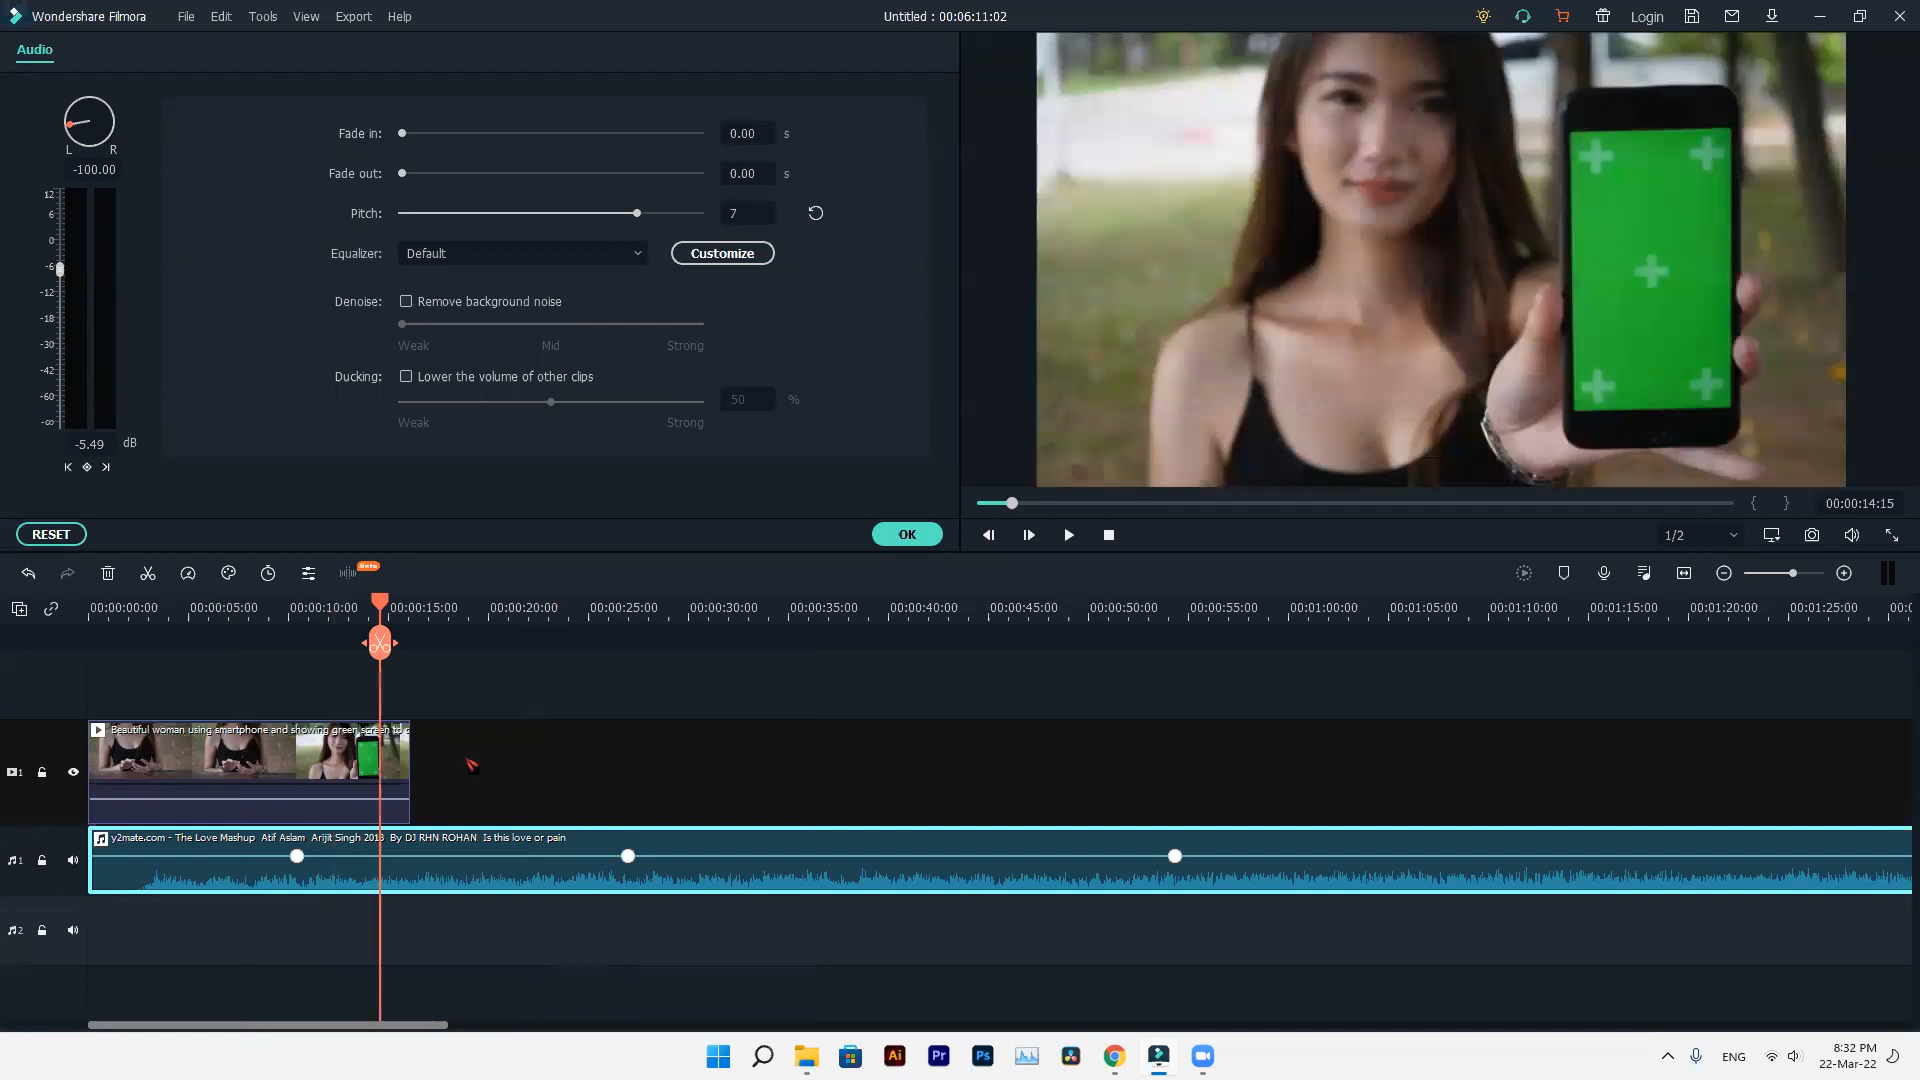 Wondershare Filmora File Edit Tools View Export Help
Untitled : 00:06:11:02
Login
Audio
L R
-100.00
12
6
0
-6
-12
-18
-30
-42
-60
-∞
-5.49 dB
Fade in: 0.00 s
Fade out: 0.00 s
Pitch: 7
Equalizer: Default Customize
Denoise: Remove background noise
Weak Mid Strong
Ducking: Lower the volume of other clips
50 %
Weak Strong
RESET OK
{ } 00:00:14:15
1/2
Beta
00:00:00:00 00:00:05:00 00:00:10:00 00:00:15:00 00:00:20:00 00:00:25:00 00:00:30:00 00:00:35:00 00:00:40:00 00:00:45:00 00:00:50:00 00:00:55:00 00:01:00:00 00:01:05:00 00:01:10:00 00:01:15:00 00:01:20:00 00:01:25:00 00:0
Beautiful woman using smartphone and showing green screen to c
1
y2mate.com - The Love Mashup Atif Aslam Arijit Singh 2018 By DJ RHN ROHAN Is this love or pain
1
2
Ai Pr Ps
ENG
8:32 PM
22-Mar-22